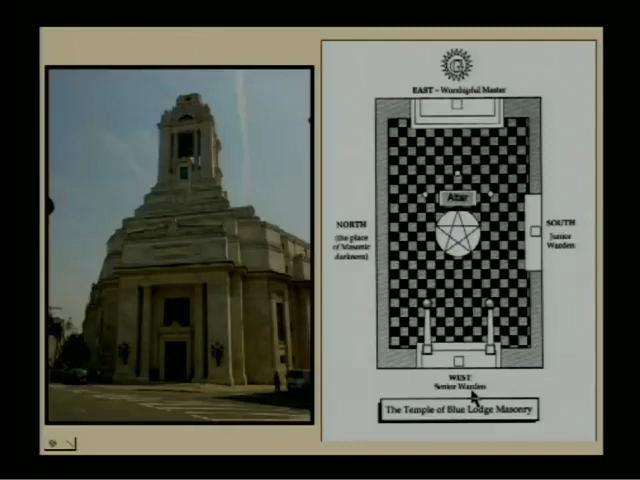 EAST – Worshipful Master
Altar
NORTH
(the place
of Masonic
darkness)
SOUTH
Junior
Warden
WEST
Senior Warden
The Temple of Blue Lodge Masonry